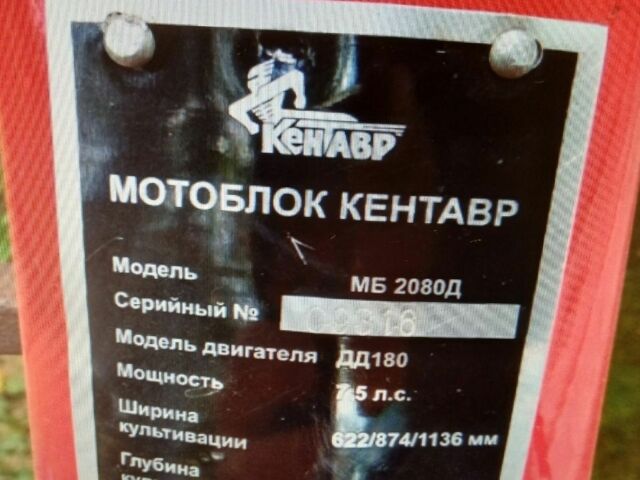 КЕНТАВР
МОТОБЛОК КЕНТАВР
Модель МБ 2080Д
Серийный № 09316
Модель двигателя ДД180
Мощность 7.5 л.с.
Ширина
культивации 622/874/1136 мм
Глубина